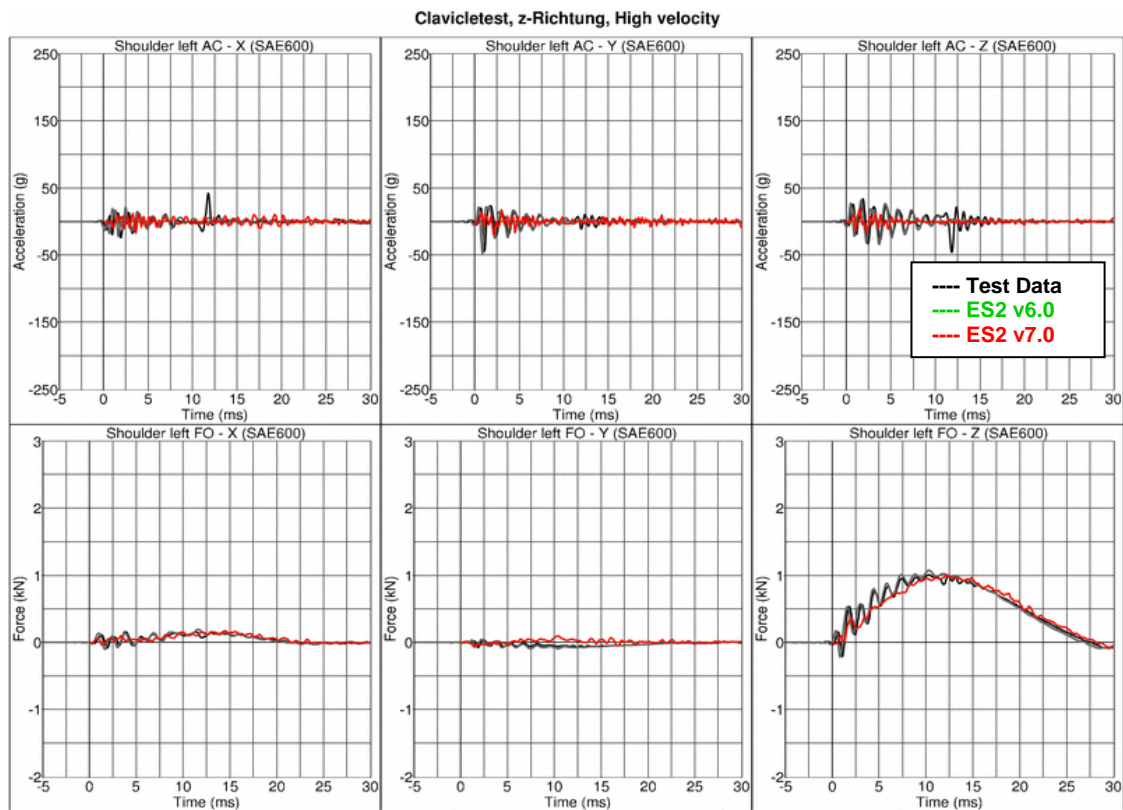 Clavicletest, z-Richtung, High velocity
Shoulder left AC - X (SAE600)
250
150
50
-50
-150
-250
Acceleration (g)
-5 0 5 10 15 20 25 30
Time (ms)
Shoulder left AC - Y (SAE600)
250
150
50
-50
-150
-250
Acceleration (g)
-5 0 5 10 15 20 25 30
Time (ms)
Shoulder left AC - Z (SAE600)
250
150
50
-50
-150
-250
Acceleration (g)
-5 0 5 10 15 20 25 30
Time (ms)
---- Test Data
---- ES2 v6.0
---- ES2 v7.0
Shoulder left FO - X (SAE600)
3
2
1
0
-1
-2
Force (kN)
-5 0 5 10 15 20 25 30
Time (ms)
Shoulder left FO - Y (SAE600)
3
2
1
0
-1
-2
Force (kN)
-5 0 5 10 15 20 25 30
Time (ms)
Shoulder left FO - Z (SAE600)
3
2
1
0
-1
-2
Force (kN)
-5 0 5 10 15 20 25 30
Time (ms)